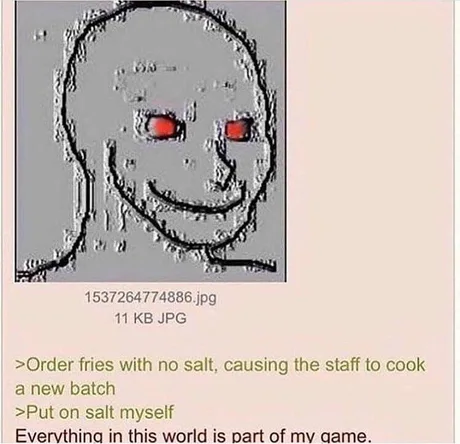 1537264774886.jpg
11 KB JPG
>Order fries with no salt, causing the staff to cook
a new batch
>Put on salt myself
Everything in this world is part of my game.